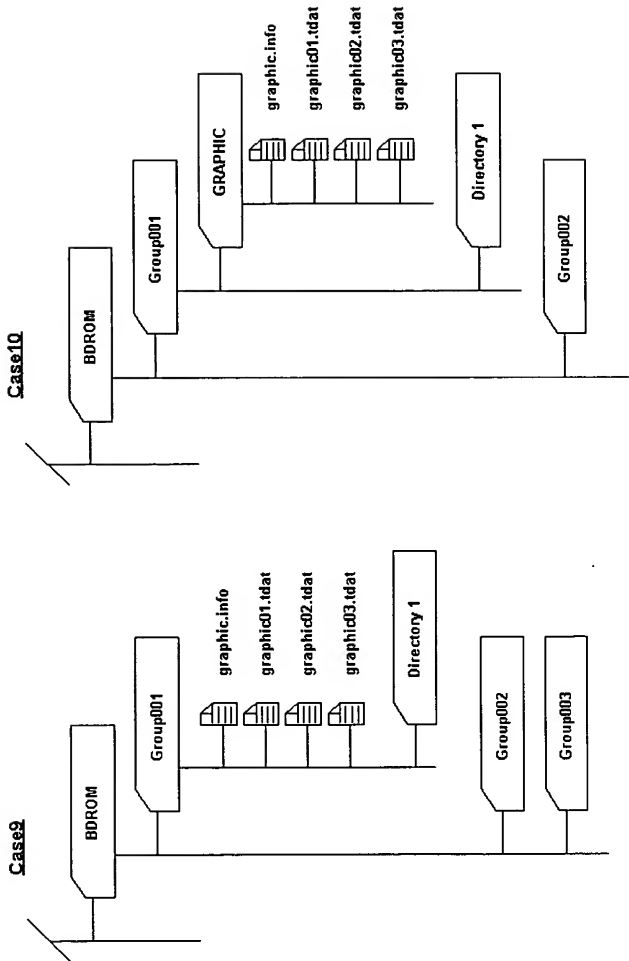 Case9
BDROM
Group001
graphic.info
graphic01.tdat
graphic02.tdat
graphic03.tdat
Directory 1
Group002
Group003
Case10
BDROM
Group001
GRAPHIC
graphic.info
graphic01.tdat
graphic02.tdat
graphic03.tdat
Directory 1
Group002